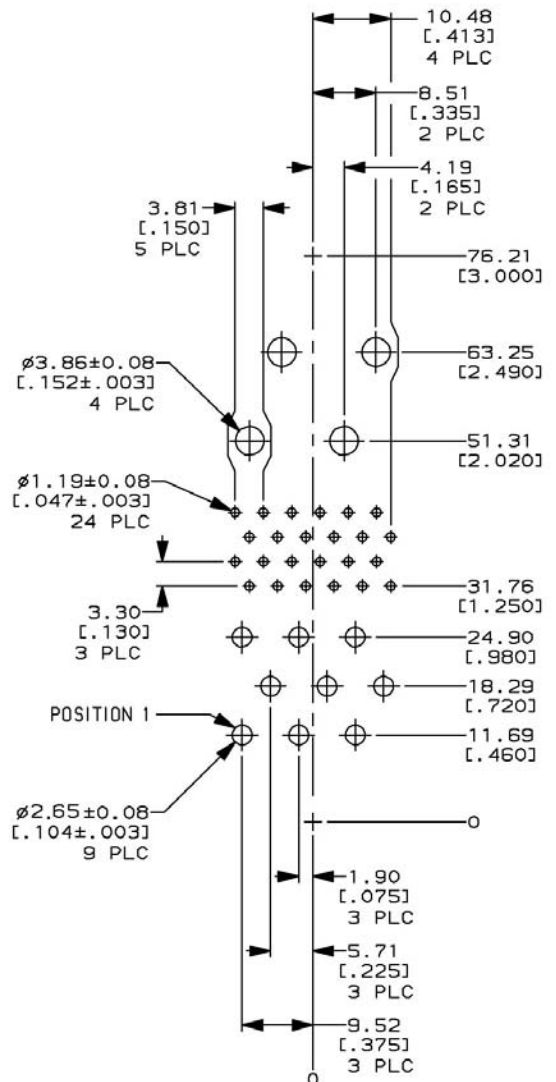 10.48
[.413]
4 PLC
8.51
[.335]
2 PLC
4.19
[.165]
2 PLC
3.81
[.150]
5 PLC
76.21
[3.000]
ø3.86±0.08
[.152±.003]
4 PLC
63.25
[2.490]
51.31
[2.020]
ø1.19±0.08
[.047±.003]
24 PLC
3.30
[.130]
3 PLC
31.76
[1.250]
24.90
[.980]
18.29
[.720]
POSITION 1
11.69
[.460]
ø2.65±0.08
[.104±.003]
9 PLC
0
1.90
[.075]
3 PLC
5.71
[.225]
3 PLC
9.52
[.375]
3 PLC
0